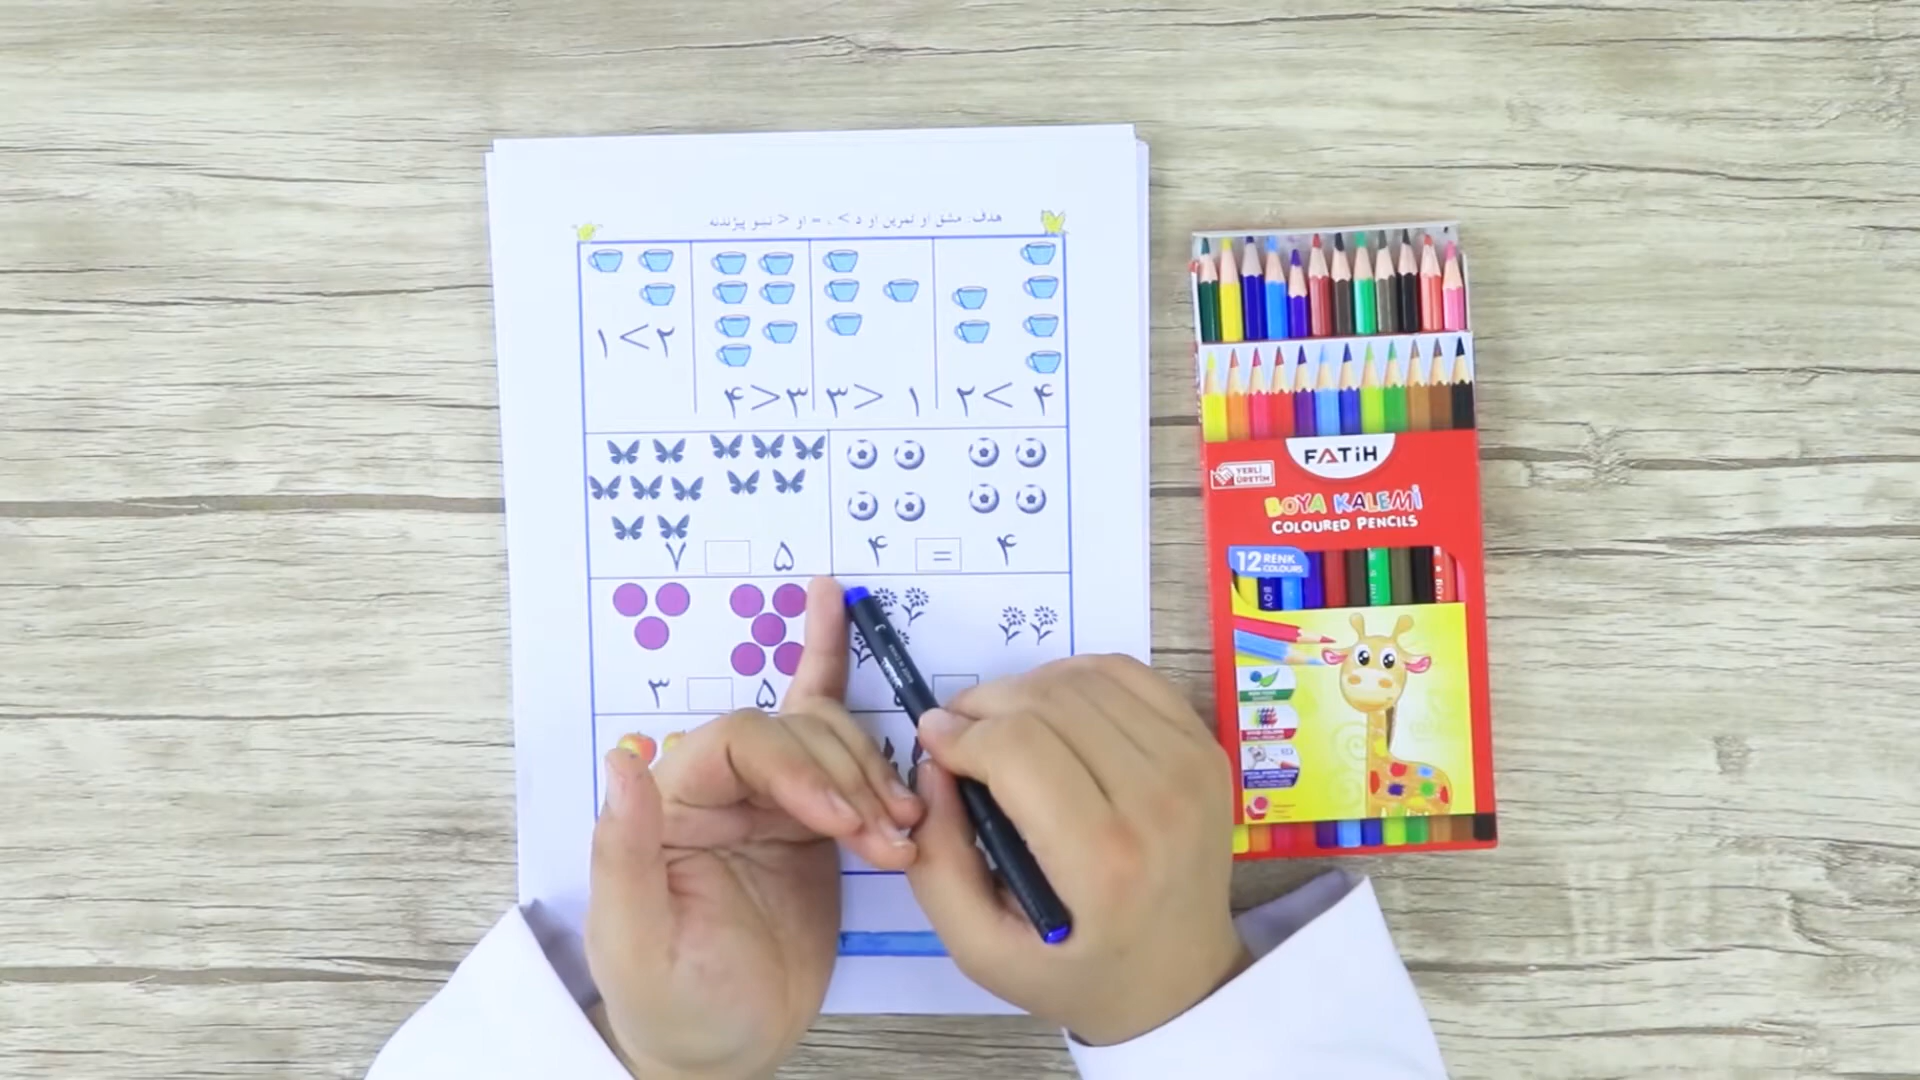 هدف: مشق او تمرین او د > ، = او < نښو پېژندنه.
۱ < ۲
۴ > ۳
۳ > ۱
۲ < ۴
۷ ۵
۴ = ۴
۳ ۵
FATiH
YERLİ
ÜRETİM
BOYA KALEMİ
COLOURED PENCILS
12 RENK
COLOURS